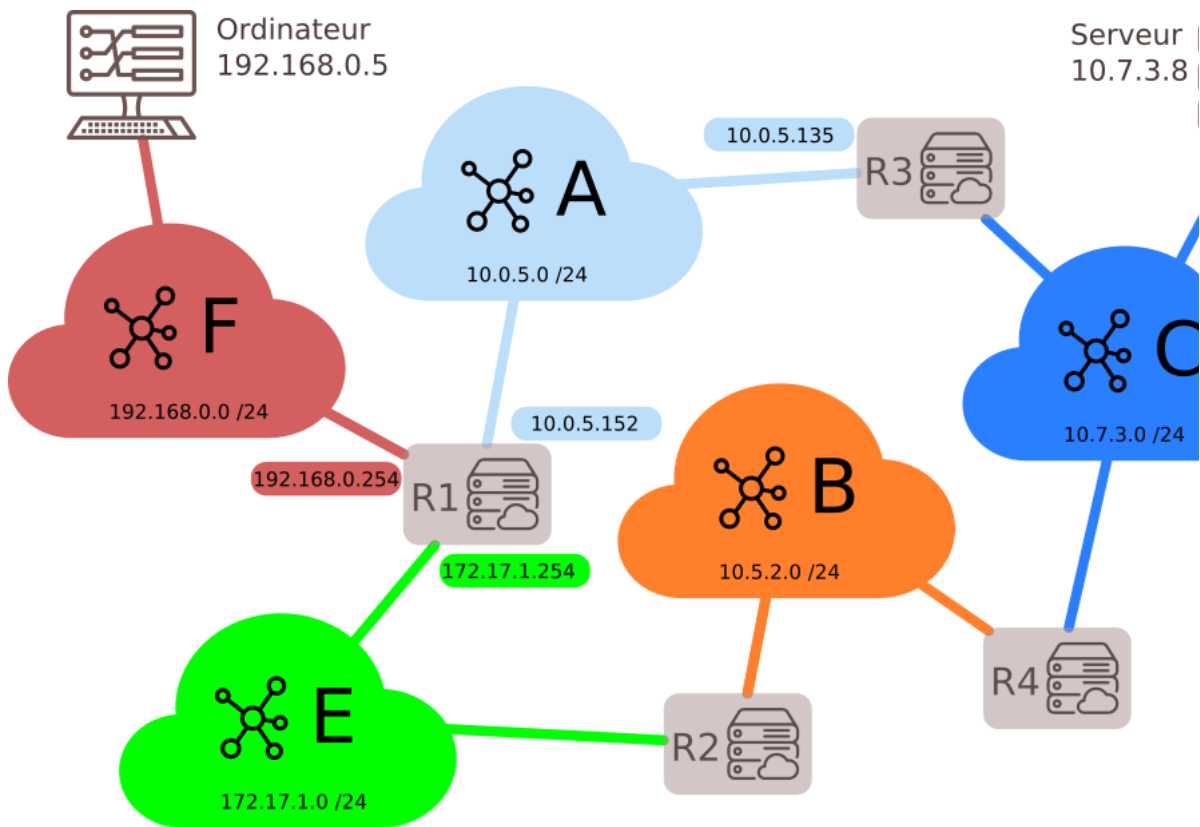 Ordinateur
192.168.0.5
Serveur
10.7.3.8
A
10.0.5.0 /24
10.0.5.135
R3
F
192.168.0.0 /24
10.0.5.152
192.168.0.254
R1
172.17.1.254
B
10.5.2.0 /24
C
10.7.3.0 /24
E
172.17.1.0 /24
R2
R4